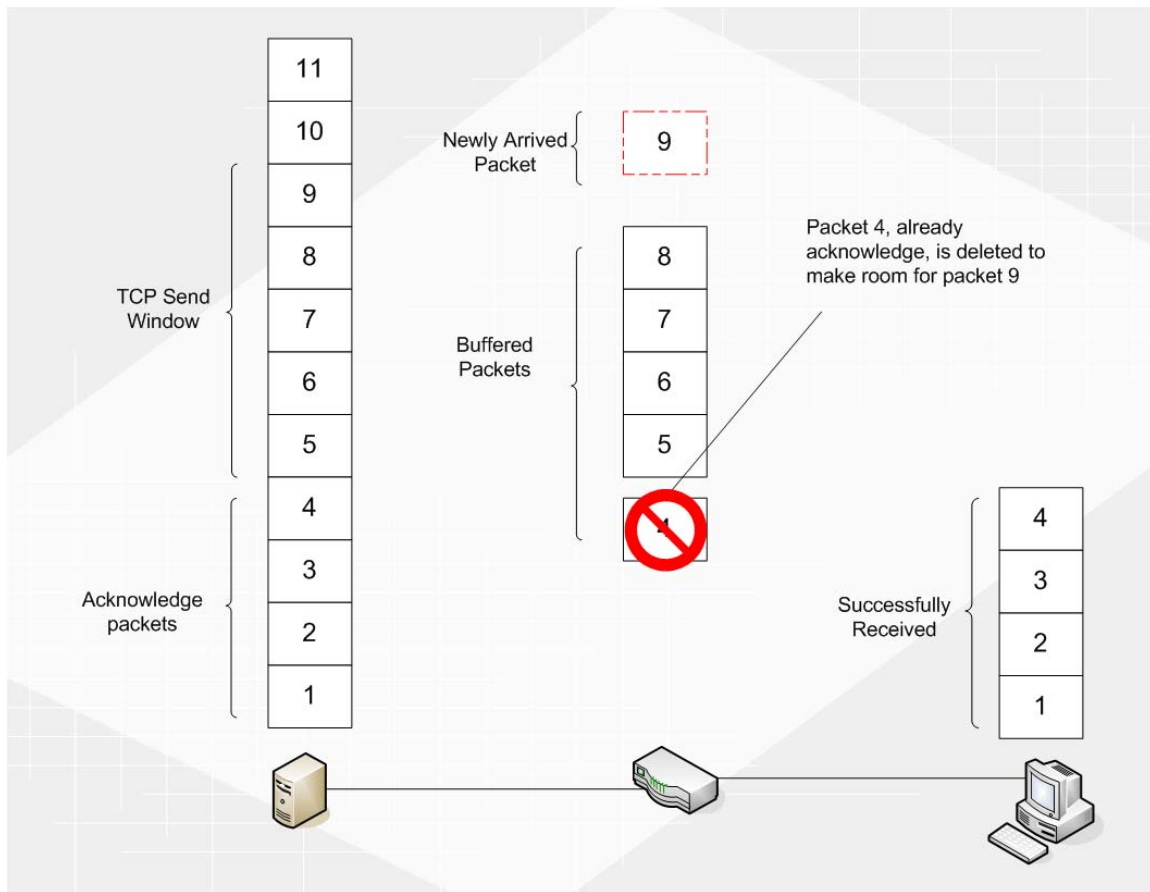 11
10
9
8
7
6
5
4
3
2
1
TCP Send
Window
Acknowledge
packets
Newly Arrived
Packet
9
Buffered
Packets
8
7
6
5
4
Packet 4, already
acknowledge, is deleted to
make room for packet 9
Successfully
Received
4
3
2
1